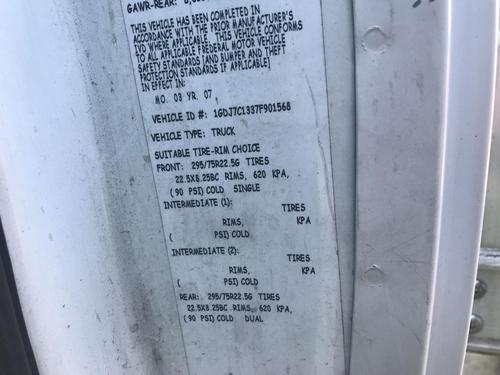 GAWR-REAR:
THIS VEHICLE HAS BEEN COMPLETED IN
ACCORDANCE WITH THE PRIOR MANUFACTURER'S
IVD WHERE APPLICABLE. THIS VEHICLE CONFORMS
TO ALL APPLICABLE FREDERAL MOTOR VEHICLE
SAFETY STANDARDS [AND BUMPER AND THEFT
PROTECTION STANDARDS IF APPLICABLE]
IN EFFECT IN:
MO. 03 YR. 07
VEHICLE ID #: 1GDJ7C1337F901568
VEHICLE TYPE: TRUCK
SUITABLE TIRE-RIM CHOICE
FRONT: 295/75R22.5G TIRES
22.5X8.25BC RIMS, 620 KPA,
( 90 PSI) COLD SINGLE
INTERMEDIATE (1): TIRES
RIMS, KPA
( PSI) COLD
INTERMEDIATE (2): TIRES
RIMS, KPA
( PSI) COLD
REAR: 295/75R22.5G TIRES
22.5X8.25BC RIMS, 620 KPA,
( 90 PSI) COLD DUAL